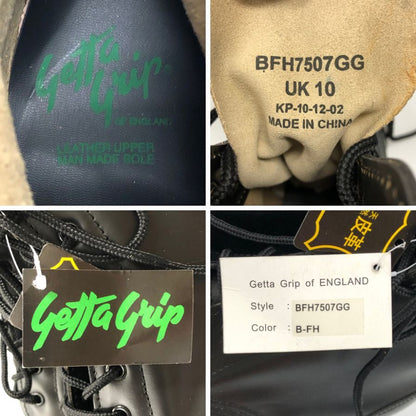 Getta
Grip
OF ENGLAND
LEATHER UPPER
MAN MADE SOLE
BFH7507GG
UK 10
KP-10-12-02
MADE IN CHINA
Getta Grip
Getta Grip of ENGLAND
Style : BFH7507GG
Color : B-FH